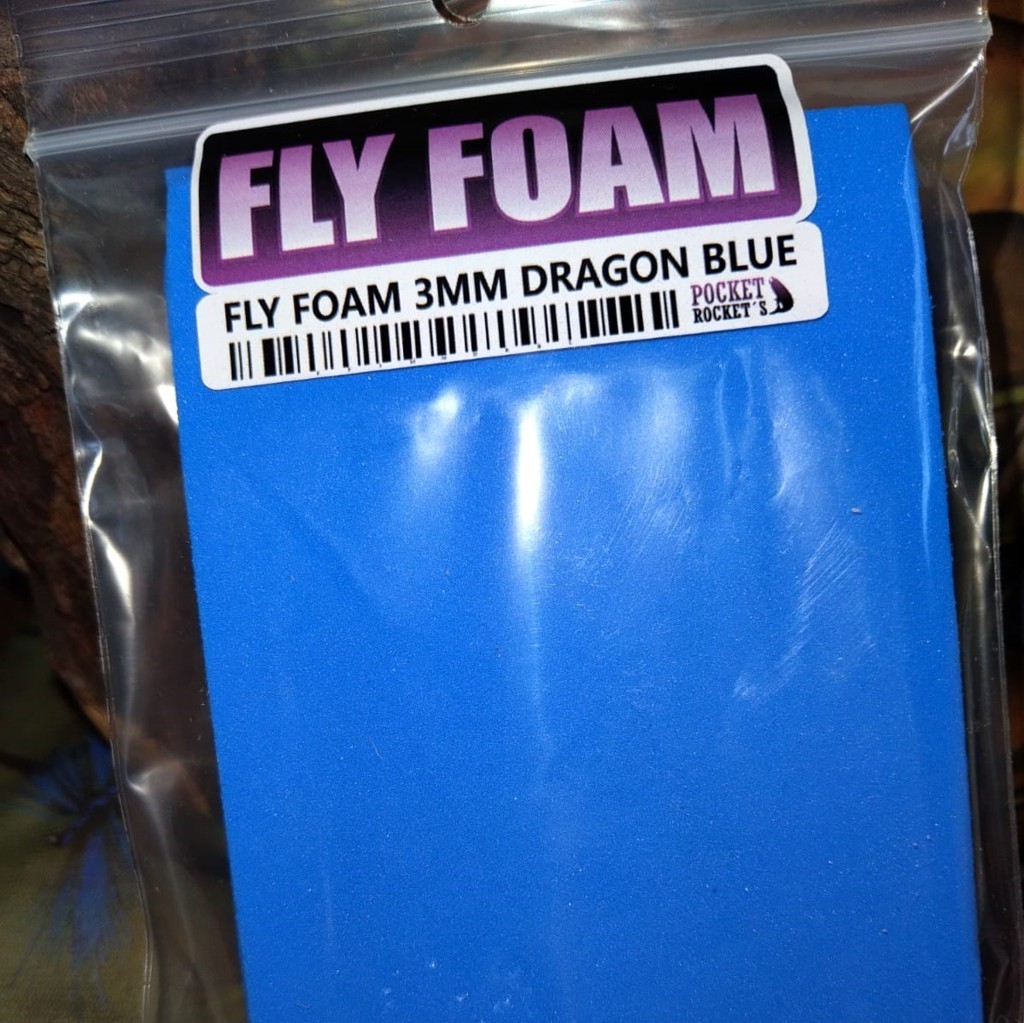 FLY FOAM
FLY FOAM 3MM DRAGON BLUE
POCKET
ROCKET´S